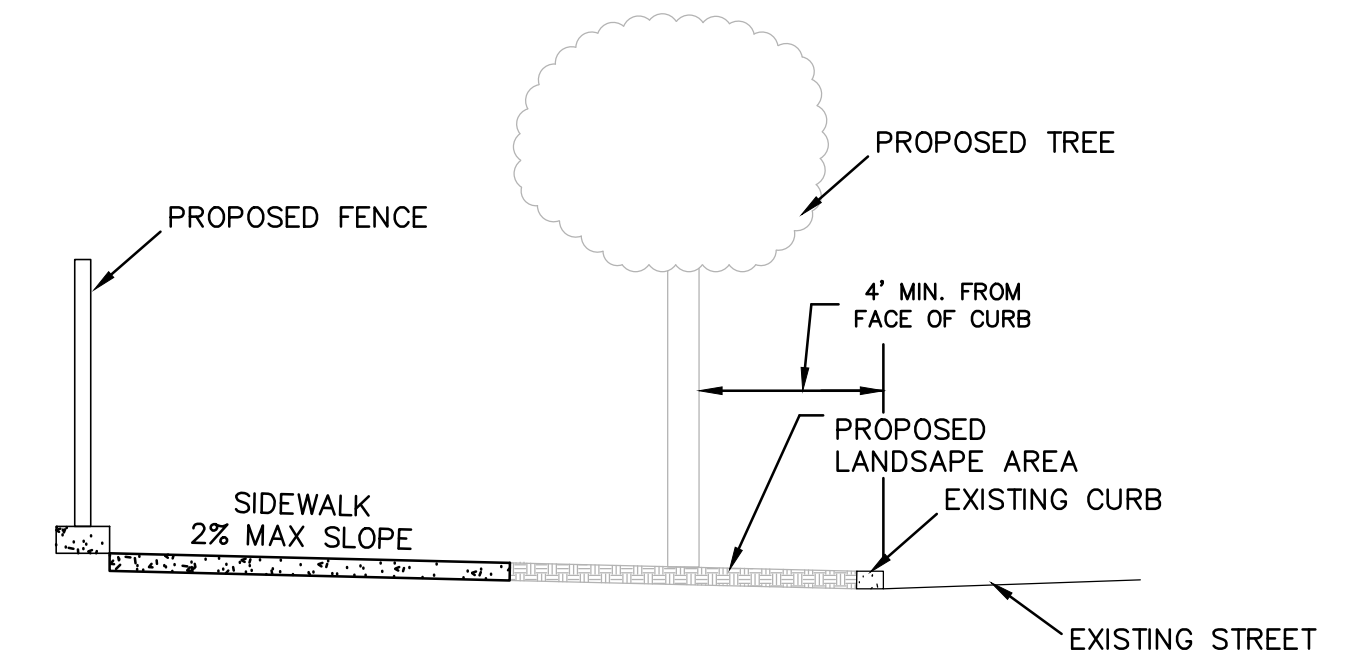 PROPOSED TREE
PROPOSED FENCE
4' MIN. FROM
FACE OF CURB
PROPOSED
LANDSAPE AREA
EXISTING CURB
SIDEWALK
2% MAX SLOPE
EXISTING STREET